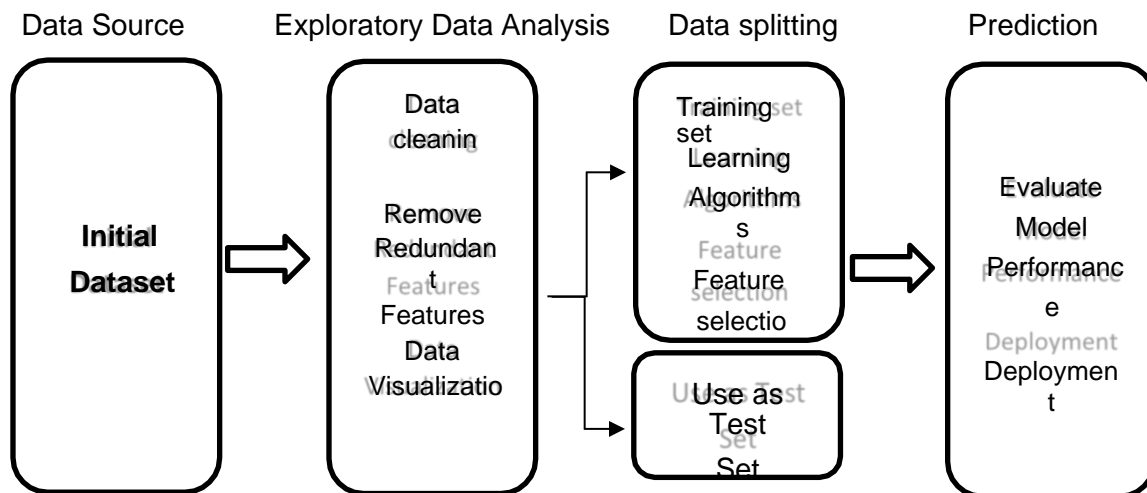 Data Source
Exploratory Data Analysis
Data splitting
Prediction
Initial
Dataset
Data
cleanin
Remove
Redundan
t
Features
Data
Visualizatio
Training
set
Learning
Algorithm
s
Feature
selectio
Use as
Test
Set
Evaluate
Model
Performanc
e
Deploymen
t